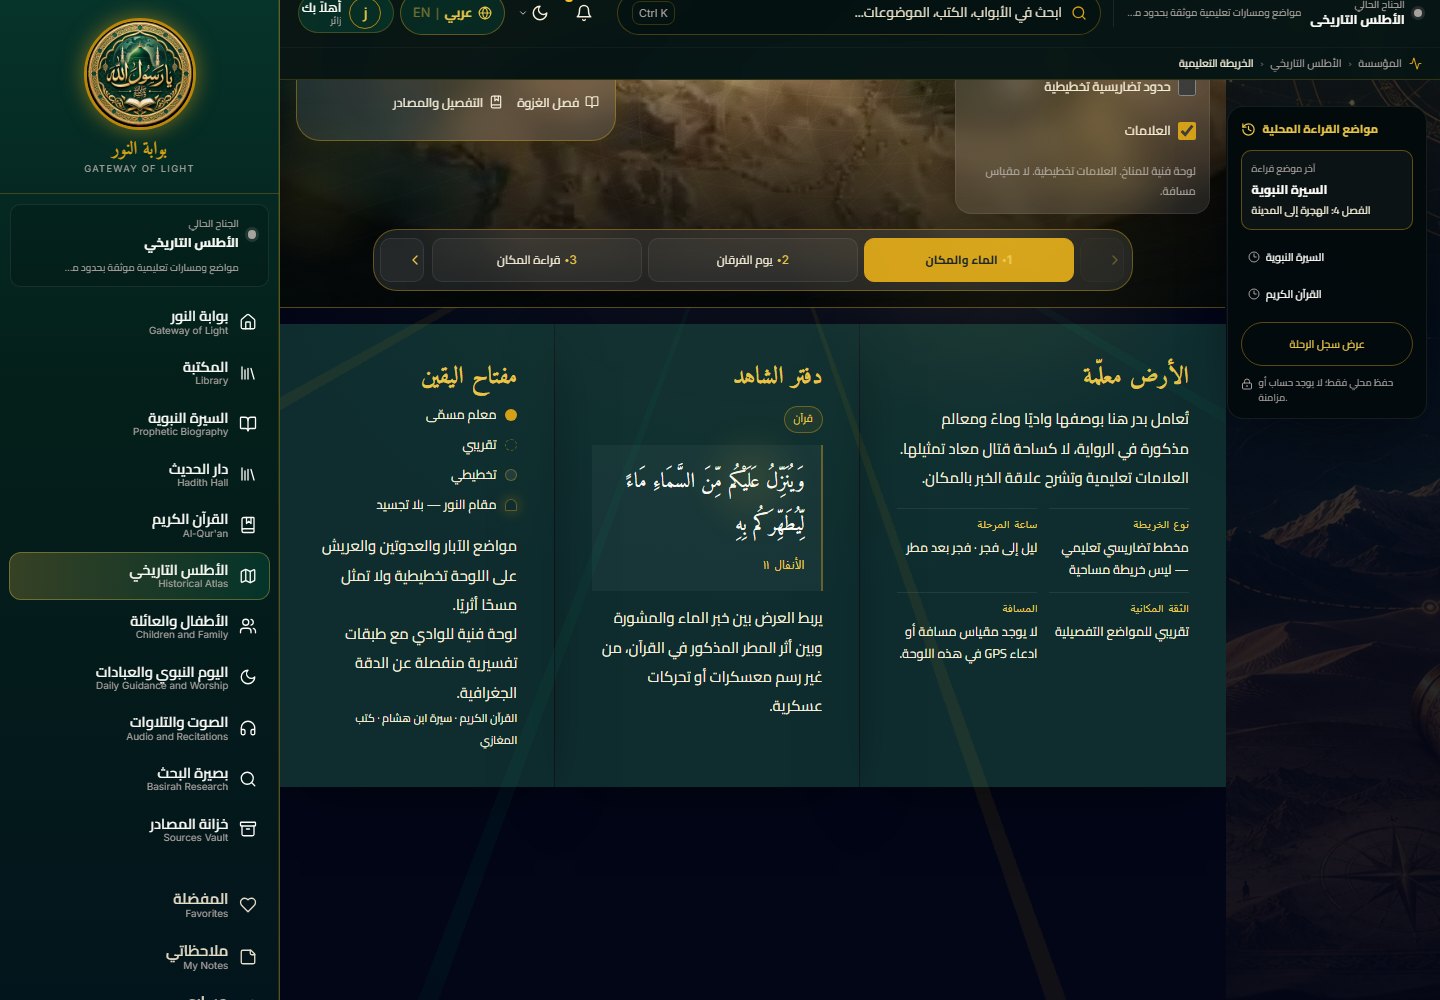 الجناح الحالي
الأطلس التاريخي
مواضع ومسارات تعليمية موثقة بحدود مـ...
ابحث في الأبواب، الكتب، الموضوعات...
Ctrl K
عربي | EN
ز
أهلاً بك
زائر
المؤسسة ‹ الأطلس التاريخي ‹ الخريطة التعليمية
يا رسول الله
بوابة النور
GATEWAY OF LIGHT
الجناح الحالي
الأطلس التاريخي
مواضع ومسارات تعليمية موثقة بحدود مـ...
بوابة النور
Gateway of Light
المكتبة
Library
السيرة النبوية
Prophetic Biography
دار الحديث
Hadith Hall
القرآن الكريم
Al-Qur'an
الأطلس التاريخي
Historical Atlas
الأطفال والعائلة
Children and Family
اليوم النبوي والعبادات
Daily Guidance and Worship
الصوت والتلاوات
Audio and Recitations
بصيرة البحث
Basirah Research
خزانة المصادر
Sources Vault
المفضلة
Favorites
ملاحظاتي
My Notes
مواضع القراءة المحلية
آخر موضع قراءة
السيرة النبوية
الفصل 4: الهجرة إلى المدينة
السيرة النبوية
القرآن الكريم
عرض سجل الرحلة
حفظ محلي فقط؛ لا يوجد حساب أو
مزامنة.
حدود تضاريسية تخطيطية
العلامات
لوحة فنية للمناخ. العلامات تخطيطية. لا مقياس
مسافة.
فصل الغزوة
التفصيل والمصادر
1• الماء والمكان
2• يوم الفرقان
3• قراءة المكان
الأرض معلّمة
تُعامل بدر هنا بوصفها واديًا وماءً ومعالم
مذكورة في الرواية، لا كساحة قتال معاد تمثيلها.
العلامات تعليمية وتشرح علاقة الخبر بالمكان.
نوع الخريطة
مخطط تضاريسي تعليمي
— ليس خريطة مساحية
ساعة المرحلة
ليل إلى فجر · فجر بعد مطر
الثقة المكانية
تقريبي للمواضع التفصيلية
المسافة
لا يوجد مقياس مسافة أو
ادعاء GPS في هذه اللوحة.
دفتر الشاهد
قرآن
وَيُنَزِّلُ عَلَيْكُم مِّنَ السَّمَاءِ مَاءً
لِّيُطَهِّرَكُم بِهِ
الأنفال ١١
يربط العرض بين خبر الماء والمشورة
وبين أثر المطر المذكور في القرآن، من
غير رسم معسكرات أو تحركات
عسكرية.
مفتاح اليقين
معلم مسمّى
تقريبي
تخطيطي
مقام النور — بلا تجسيد
مواضع الآبار والعدوتين والعريش
على اللوحة تخطيطية ولا تمثل
مسحًا أثريًا.
لوحة فنية للوادي مع طبقات
تفسيرية منفصلة عن الدقة
الجغرافية.
القرآن الكريم · سيرة ابن هشام · كتب
المغازي